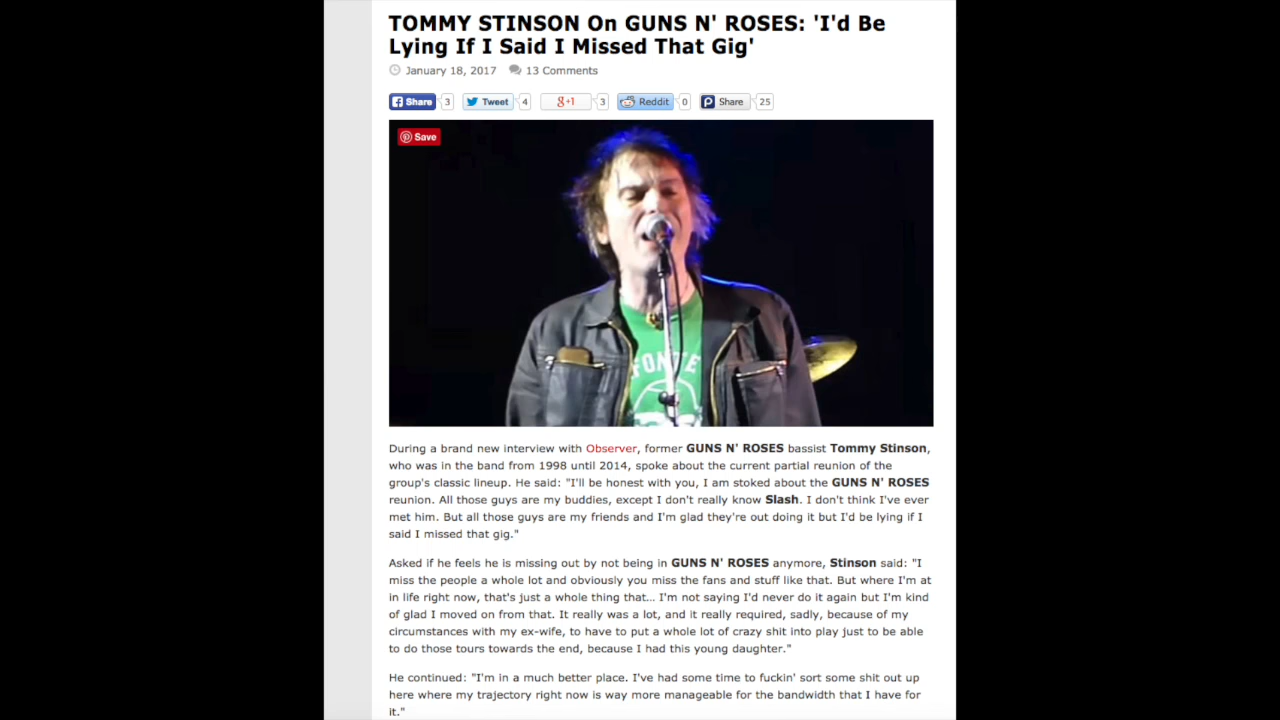 TOMMY STINSON On GUNS N' ROSES: 'I'd Be
Lying If I Said I Missed That Gig'
January 18, 2017 13 Comments
Share 3 Tweet 4 g+1 3 Reddit 0 Share 25
Save
FONTE
During a brand new interview with Observer, former GUNS N' ROSES bassist Tommy Stinson,
who was in the band from 1998 until 2014, spoke about the current partial reunion of the
group's classic lineup. He said: "I'll be honest with you, I am stoked about the GUNS N' ROSES
reunion. All those guys are my buddies, except I don't really know Slash. I don't think I've ever
met him. But all those guys are my friends and I'm glad they're out doing it but I'd be lying if I
said I missed that gig."
Asked if he feels he is missing out by not being in GUNS N' ROSES anymore, Stinson said: "I
miss the people a whole lot and obviously you miss the fans and stuff like that. But where I'm at
in life right now, that's just a whole thing that... I'm not saying I'd never do it again but I'm kind
of glad I moved on from that. It really was a lot, and it really required, sadly, because of my
circumstances with my ex-wife, to have to put a whole lot of crazy shit into play just to be able
to do those tours towards the end, because I had this young daughter."
He continued: "I'm in a much better place. I've had some time to fuckin' sort some shit out up
here where my trajectory right now is way more manageable for the bandwidth that I have for
it."